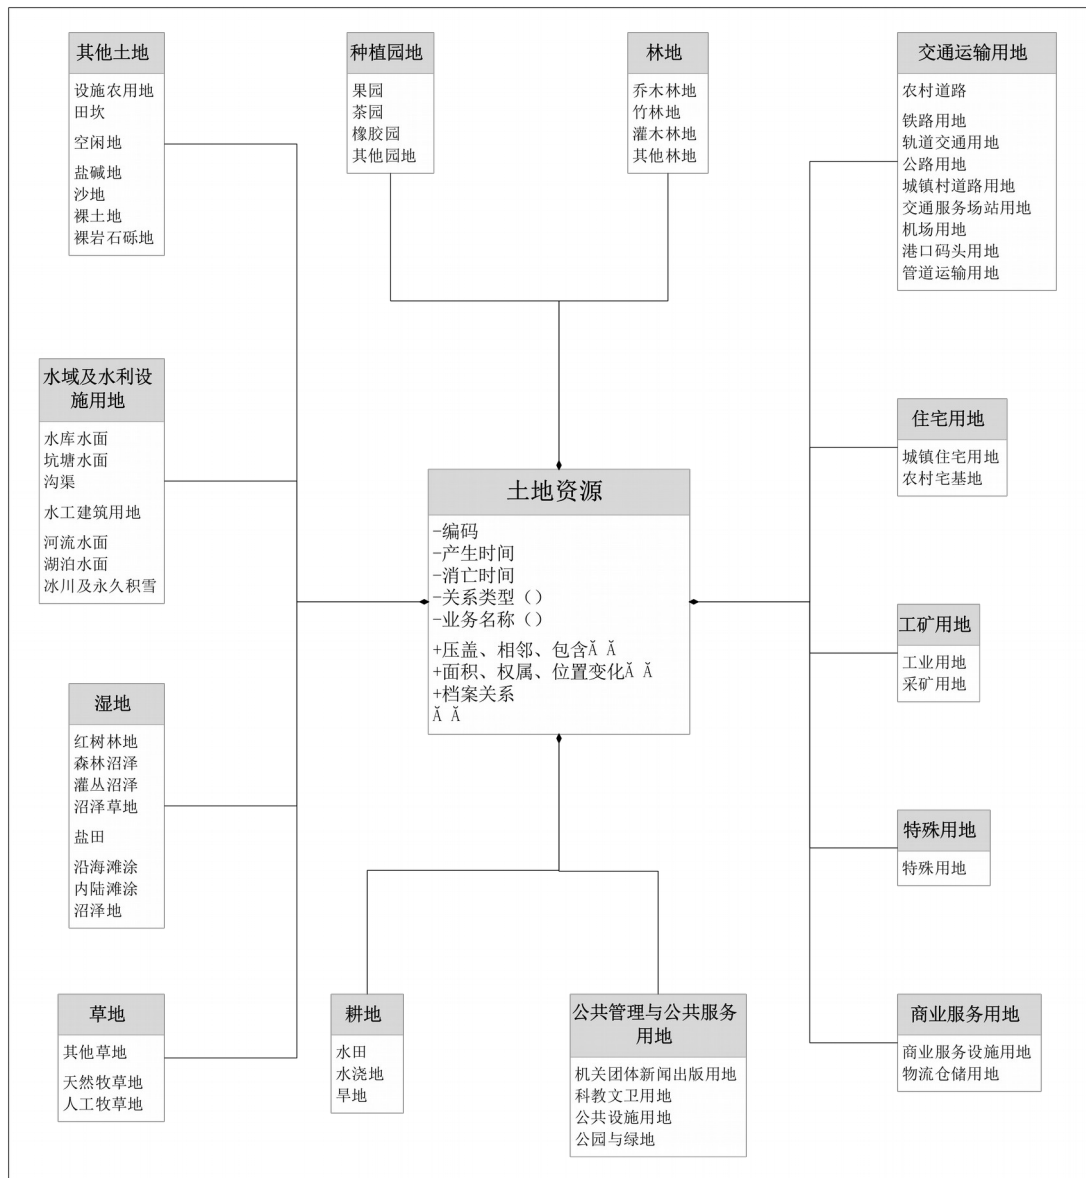 其他土地
设施农用地
田坎
空闲地
盐碱地
沙地
裸土地
裸岩石砾地
种植园地
果园
茶园
橡胶园
其他园地
林地
乔木林地
竹林地
灌木林地
其他林地
交通运输用地
农村道路
铁路用地
轨道交通用地
公路用地
城镇村道路用地
交通服务场站用地
机场用地
港口码头用地
管道运输用地
水域及水利设
施用地
水库水面
坑塘水面
沟渠
水工建筑用地
河流水面
湖泊水面
冰川及永久积雪
土地资源
-编码
-产生时间
-消亡时间
-关系类型（）
-业务名称（）
+压盖、相邻、包含Ă Ă
+面积、权属、位置变化Ă Ă
+档案关系
Ă Ă
住宅用地
城镇住宅用地
农村宅基地
工矿用地
工业用地
采矿用地
湿地
红树林地
森林沼泽
灌丛沼泽
沼泽草地
盐田
沿海滩涂
内陆滩涂
沼泽地
特殊用地
特殊用地
草地
其他草地
天然牧草地
人工牧草地
耕地
水田
水浇地
旱地
公共管理与公共服务
用地
机关团体新闻出版用地
科教文卫用地
公共设施用地
公园与绿地
商业服务用地
商业服务设施用地
物流仓储用地